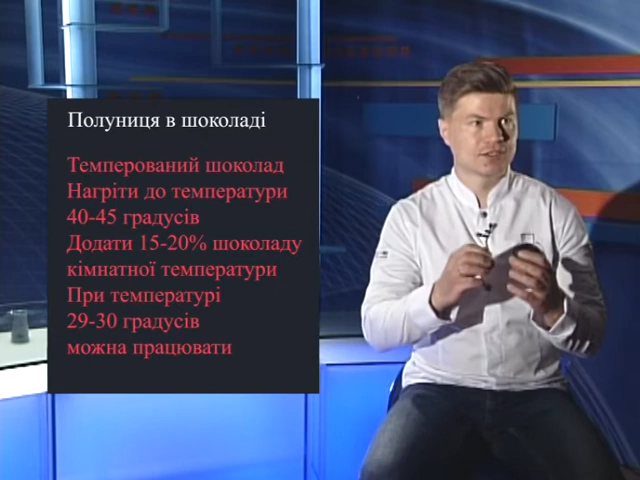 Полуниця в шоколаді
Темперований шоколад
Нагріти до температури
40-45 градусів
Додати 15-20% шоколаду
кімнатної температури
При температурі
29-30 градусів
можна працювати